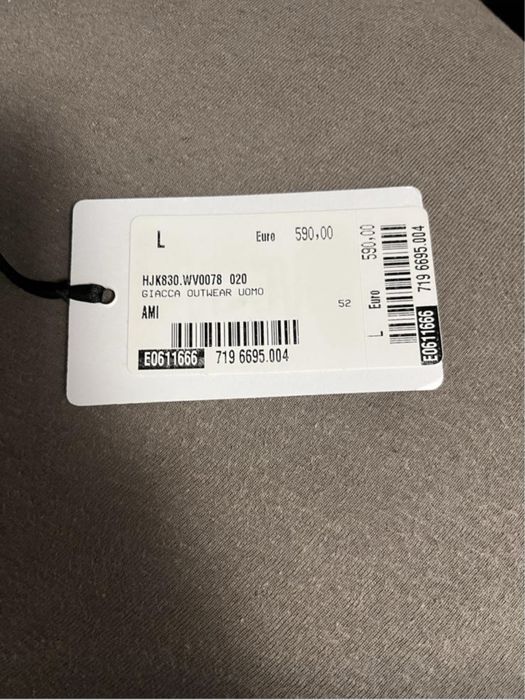 L Euro 590,00
HJK830.WV0078 020
GIACCA OUTWEAR UOMO
52
AMI
E0611666 719 6695.004
L Euro 590,00
E0611666 719 6695.004